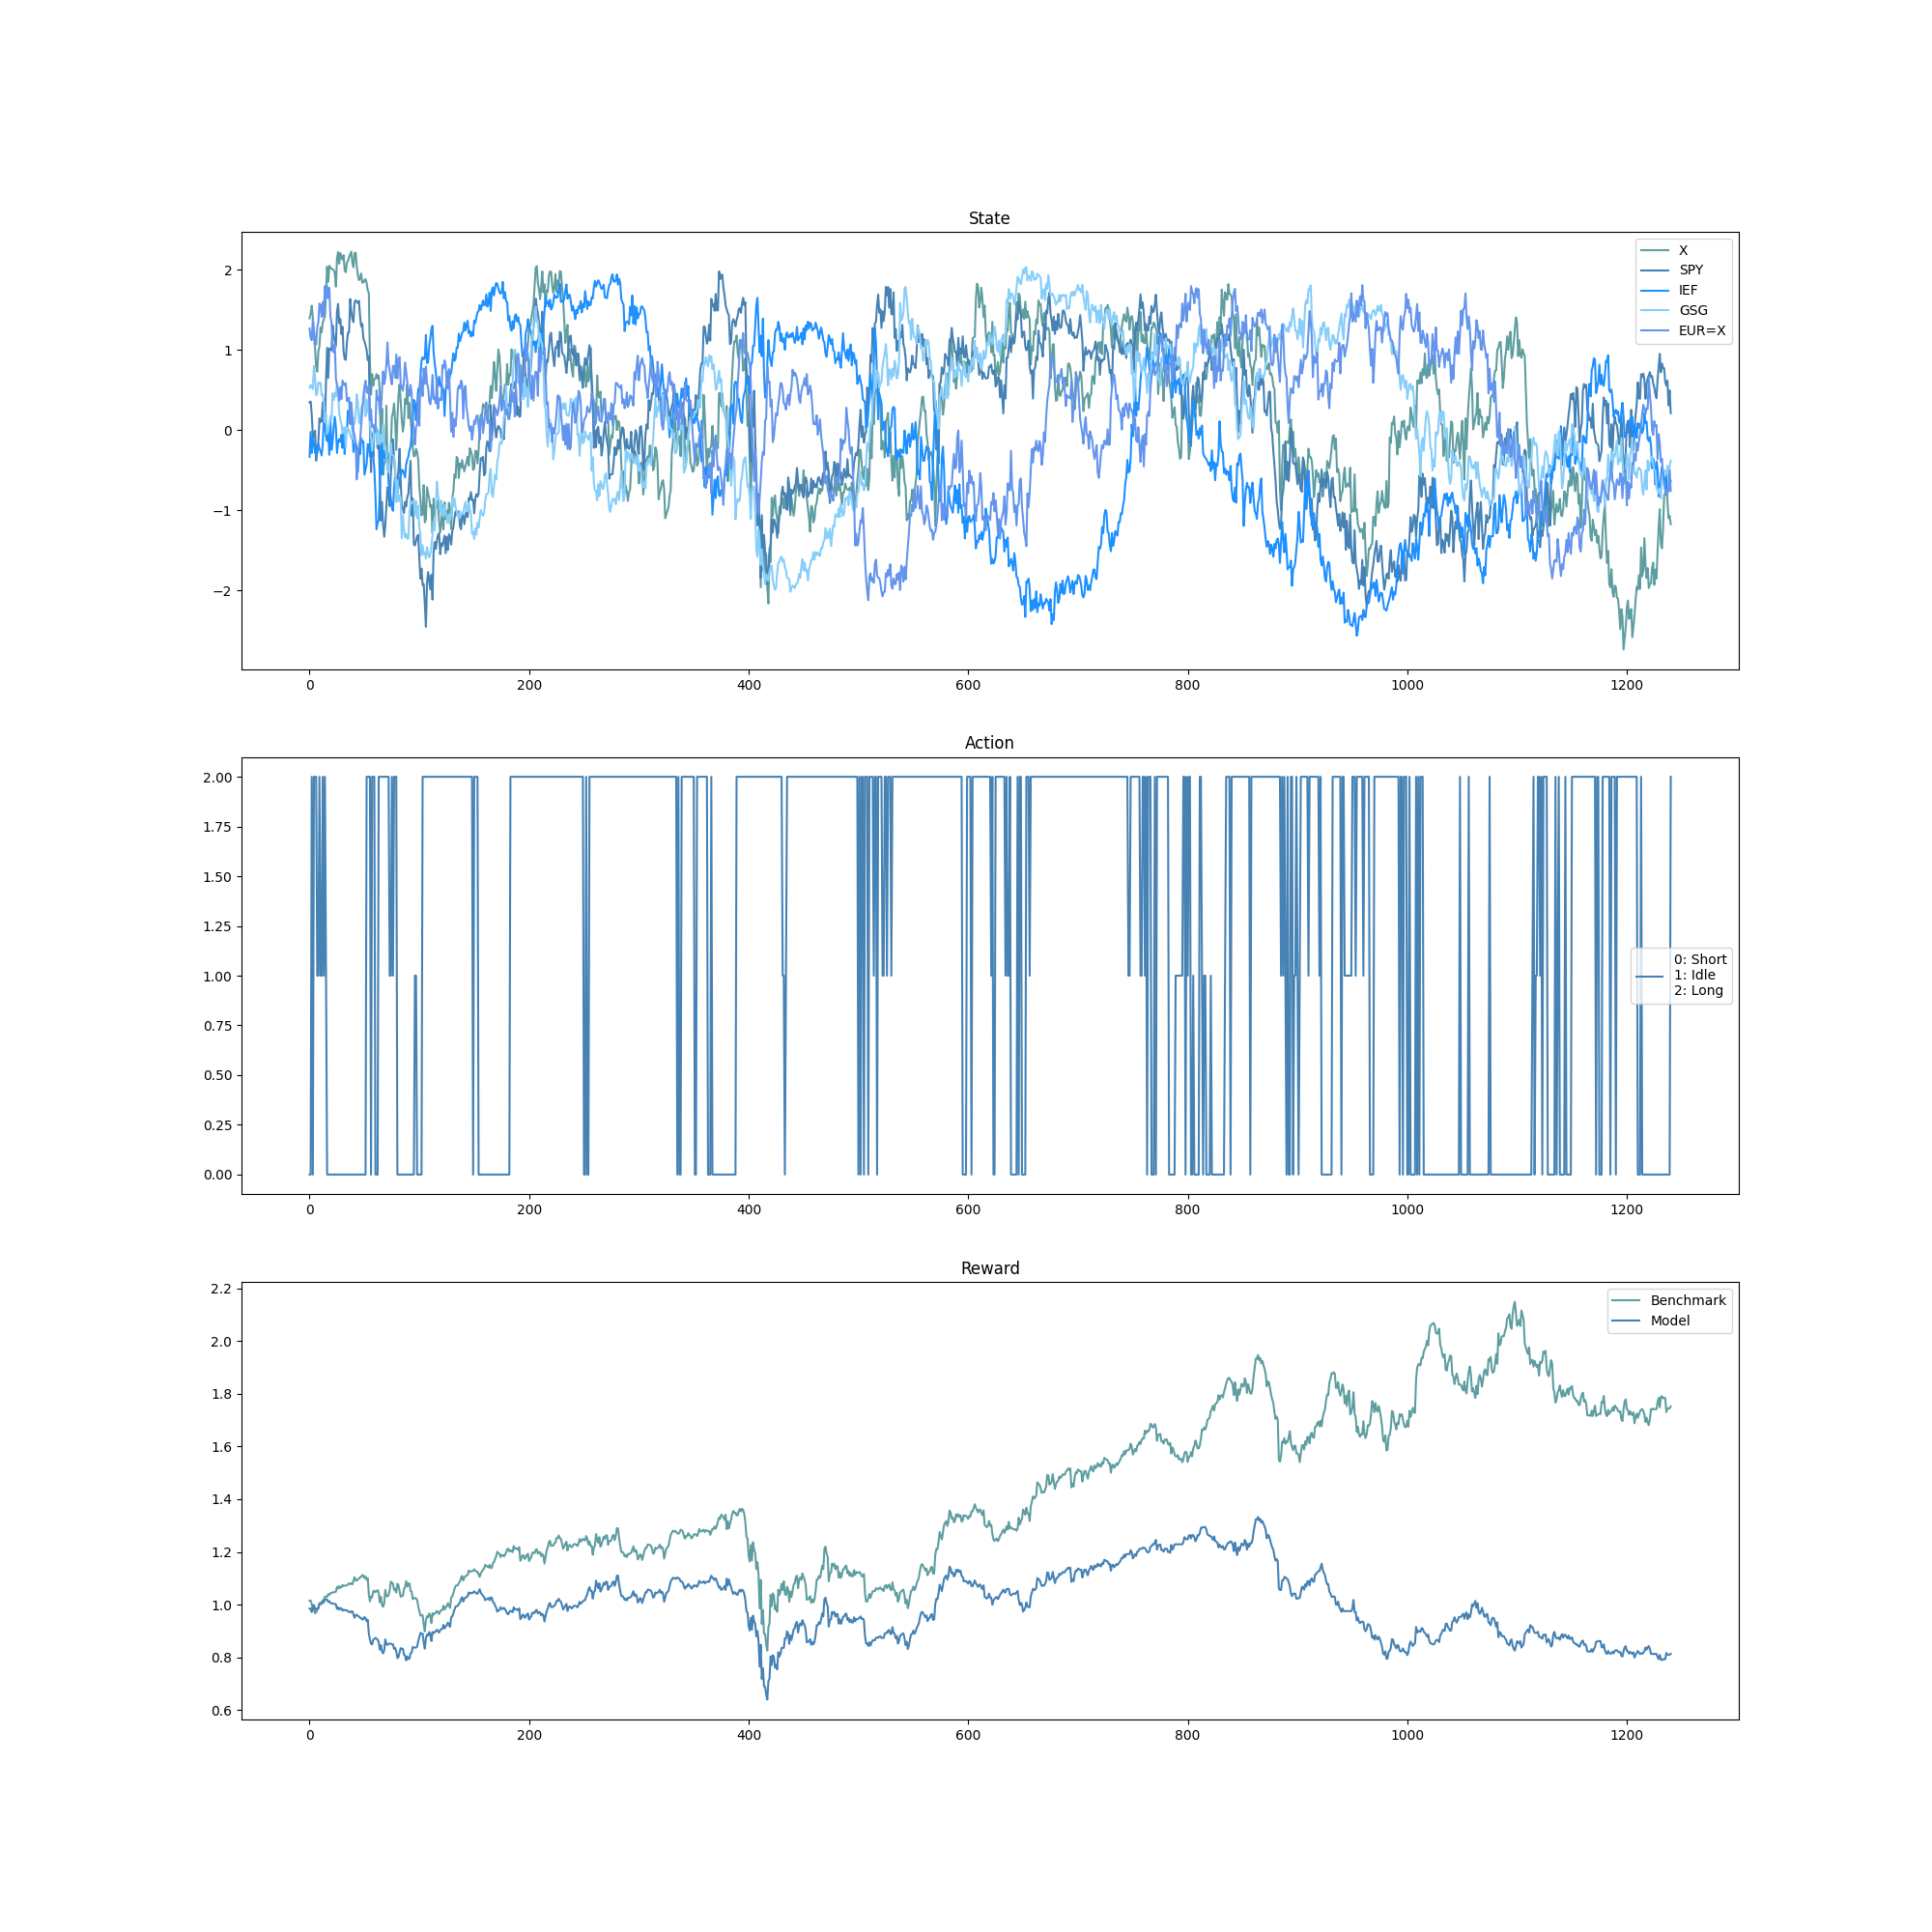 State
2
1
0
−1
−2
X
SPY
IEF
GSG
EUR=X
0 200 400 600 800 1000 1200
Action
2.00
1.75
1.50
1.25
1.00
0.75
0.50
0.25
0.00
0: Short
1: Idle
2: Long
0 200 400 600 800 1000 1200
Reward
2.2
2.0
1.8
1.6
1.4
1.2
1.0
0.8
0.6
Benchmark
Model
0 200 400 600 800 1000 1200